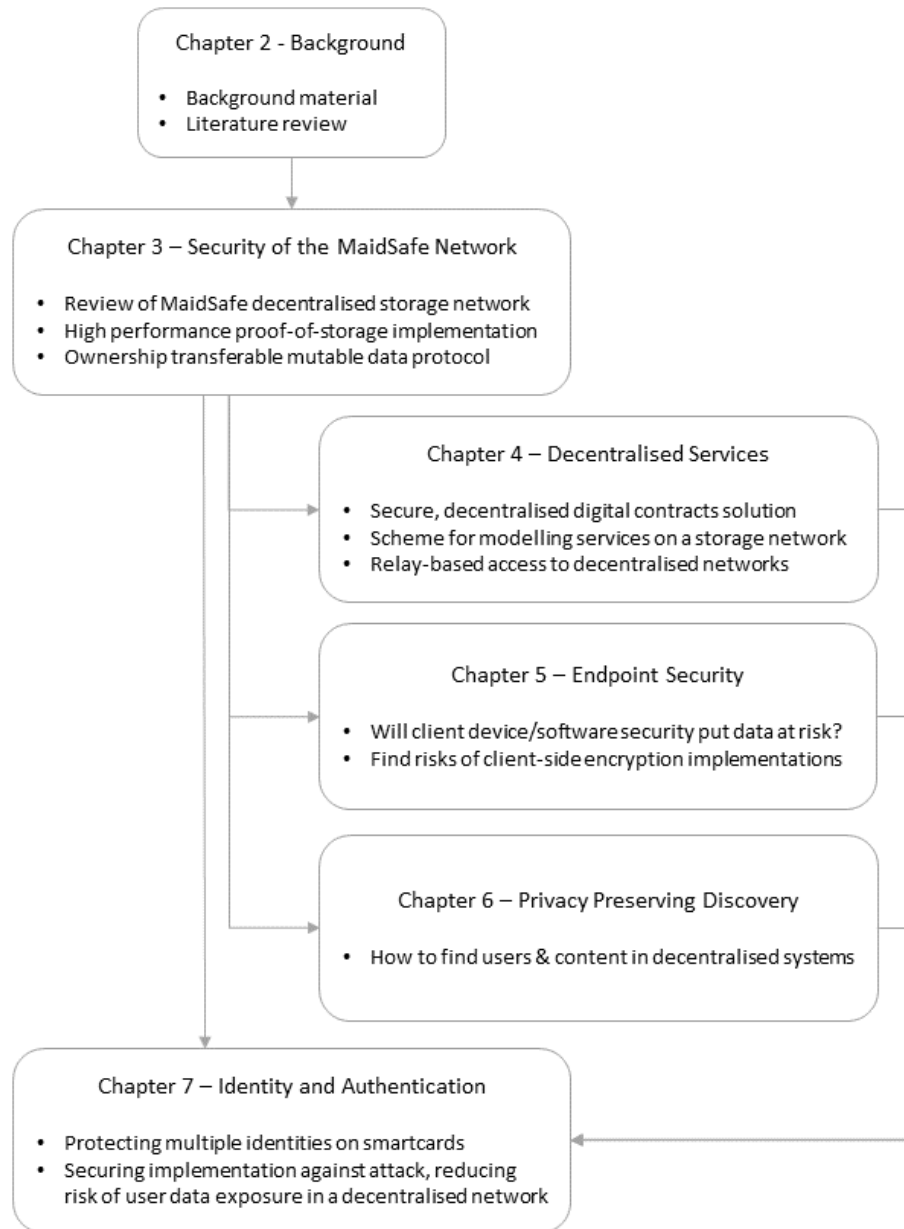 Chapter 2 - Background
• Background material
• Literature review
Chapter 3 – Security of the MaidSafe Network
• Review of MaidSafe decentralised storage network
• High performance proof-of-storage implementation
• Ownership transferable mutable data protocol
Chapter 4 – Decentralised Services
• Secure, decentralised digital contracts solution
• Scheme for modelling services on a storage network
• Relay-based access to decentralised networks
Chapter 5 – Endpoint Security
• Will client device/software security put data at risk?
• Find risks of client-side encryption implementations
Chapter 6 – Privacy Preserving Discovery
• How to find users & content in decentralised systems
Chapter 7 – Identity and Authentication
• Protecting multiple identities on smartcards
• Securing implementation against attack, reducing
risk of user data exposure in a decentralised network